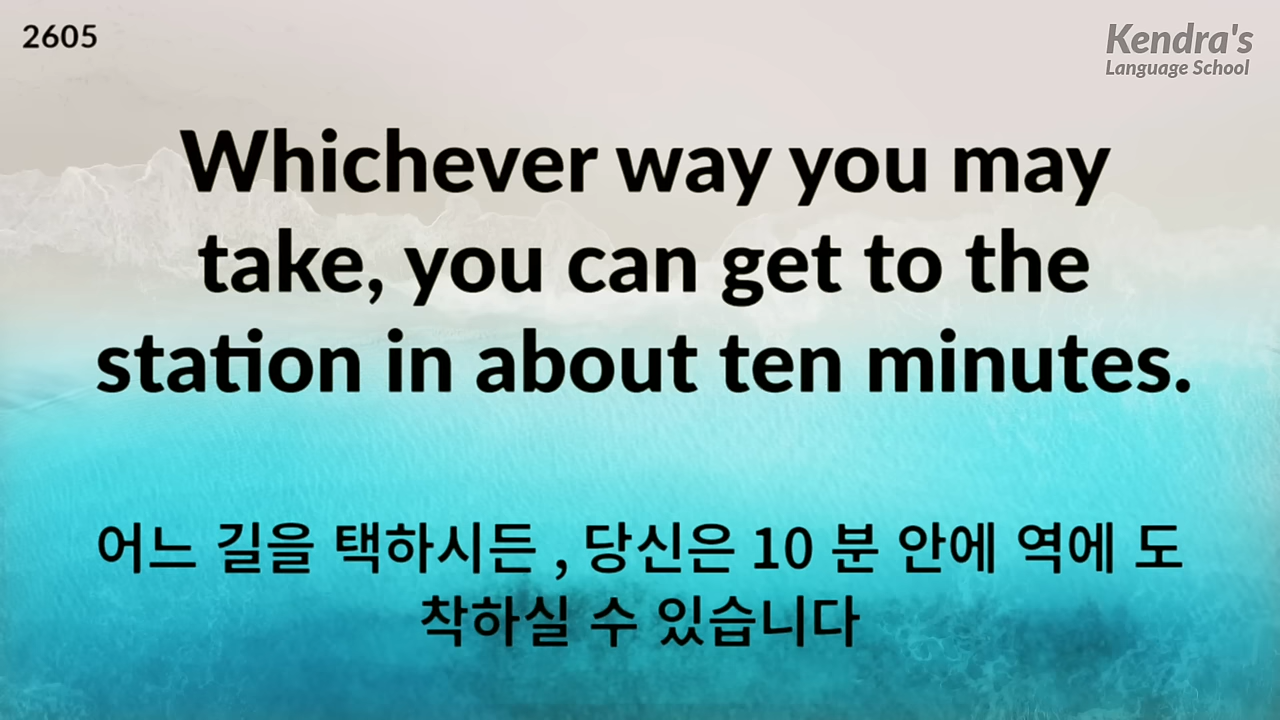 2605
Kendra's
Language School
Whichever way you may
take, you can get to the
station in about ten minutes.
어느 길을 택하시든 , 당신은 10 분 안에 역에 도
착하실 수 있습니다